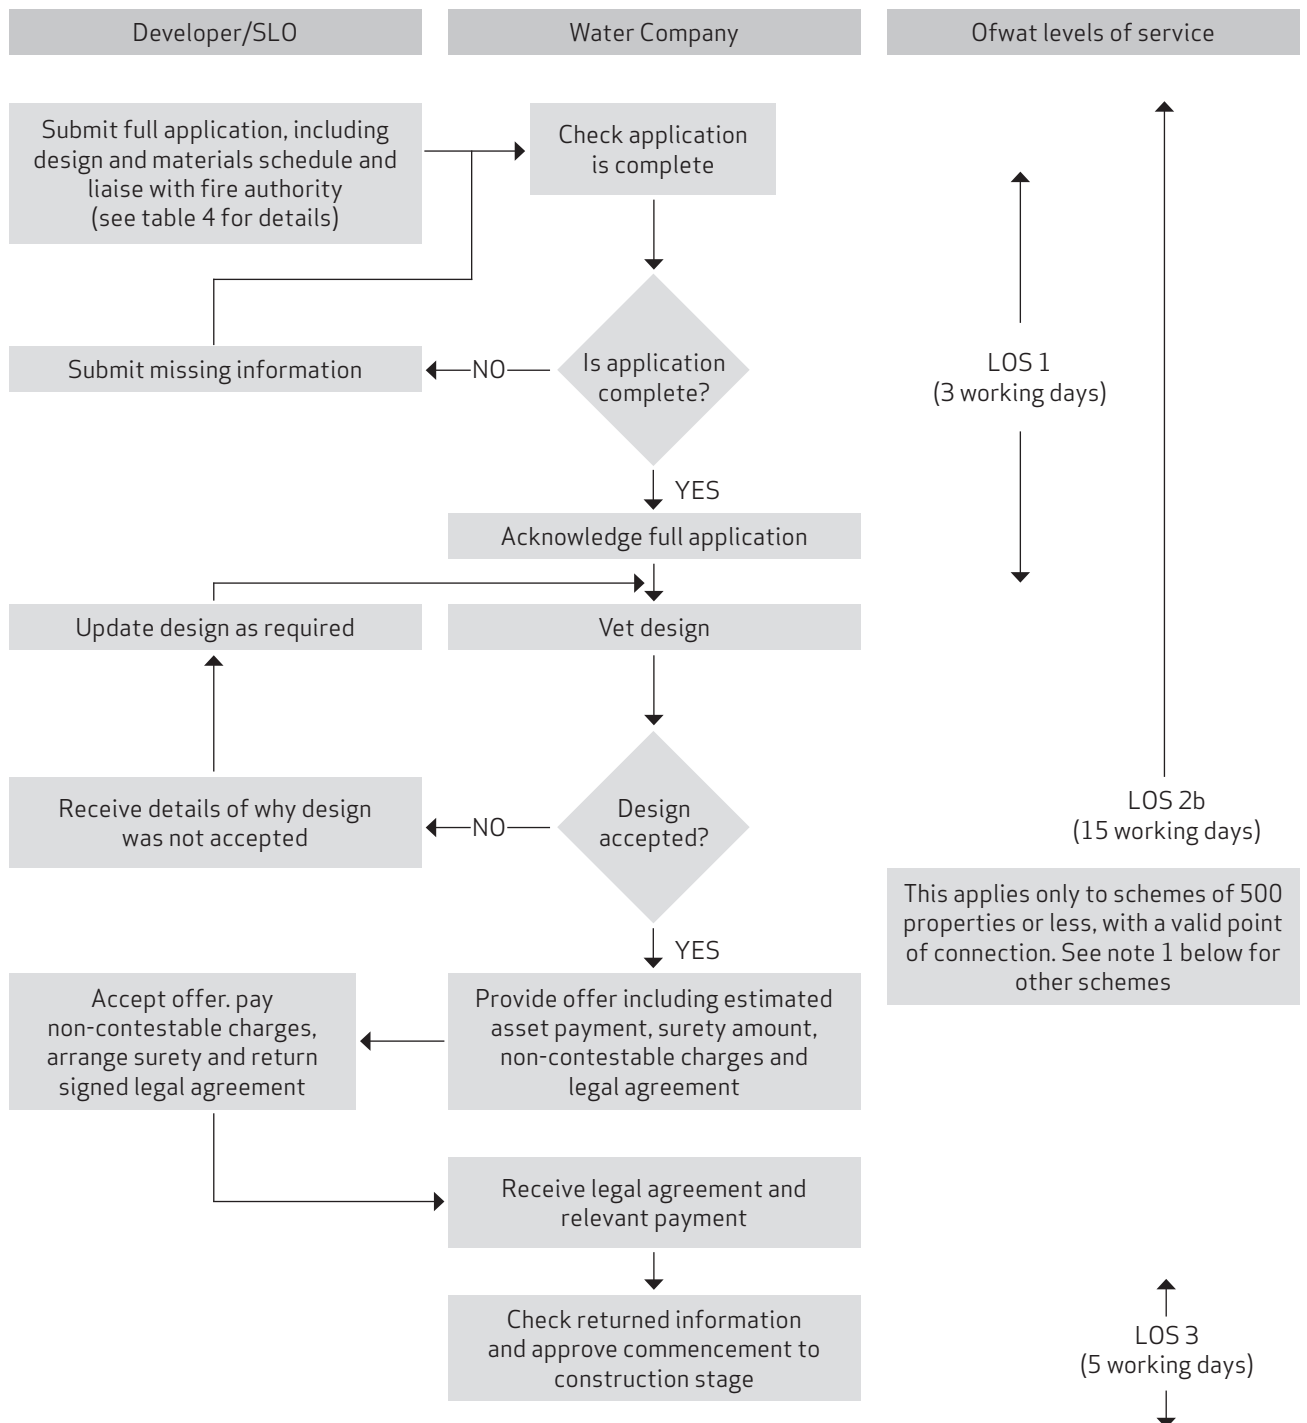 Developer/SLO
Water Company
Ofwat levels of service
Submit full application, including
design and materials schedule and
liaise with fire authority
(see table 4 for details)
Check application
is complete
Submit missing information
NO
Is application
complete?
LOS 1
(3 working days)
YES
Acknowledge full application
Update design as required
Vet design
Receive details of why design
was not accepted
NO
Design
accepted?
LOS 2b
(15 working days)
This applies only to schemes of 500
properties or less, with a valid point
of connection. See note 1 below for
other schemes
YES
Accept offer. pay
non-contestable charges,
arrange surety and return
signed legal agreement
Provide offer including estimated
asset payment, surety amount,
non-contestable charges and
legal agreement
Receive legal agreement and
relevant payment
Check returned information
and approve commencement to
construction stage
LOS 3
(5 working days)